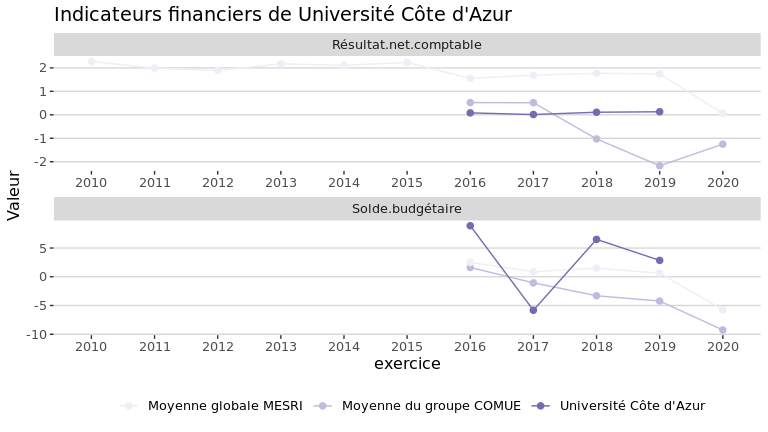 Indicateurs financiers de Université Côte d'Azur
Résultat.net.comptable
2
1
0
-1
-2
2010 2011 2012 2013 2014 2015 2016 2017 2018 2019 2020
Valeur
Solde.budgétaire
5
0
-5
-10
2010 2011 2012 2013 2014 2015 2016 2017 2018 2019 2020
exercice
Moyenne globale MESRI Moyenne du groupe COMUE Université Côte d'Azur